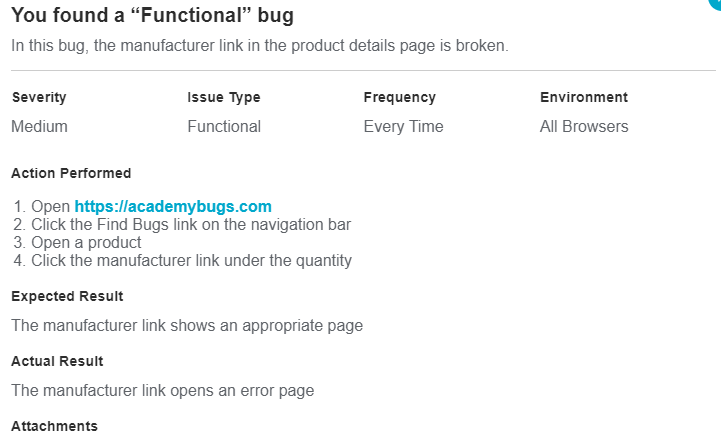 You found a “Functional” bug
In this bug, the manufacturer link in the product details page is broken.
Severity Issue Type Frequency Environment
Medium Functional Every Time All Browsers
Action Performed
1. Open https://academybugs.com
2. Click the Find Bugs link on the navigation bar
3. Open a product
4. Click the manufacturer link under the quantity
Expected Result
The manufacturer link shows an appropriate page
Actual Result
The manufacturer link opens an error page
Attachments